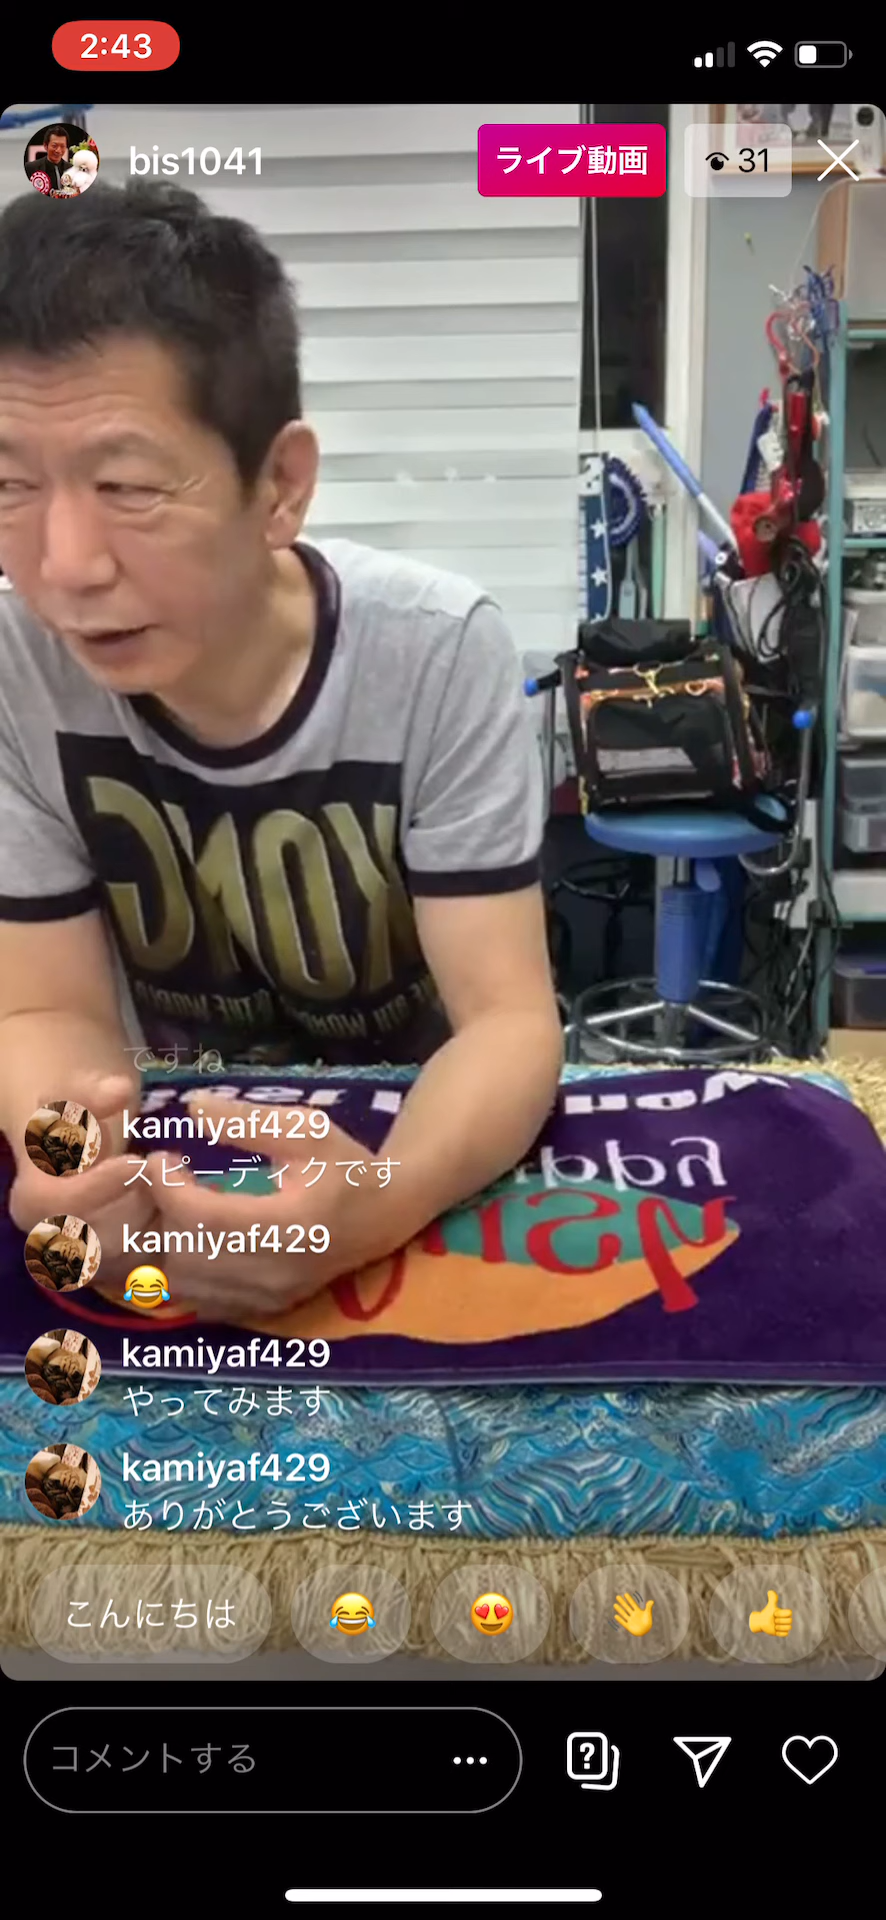 2:43
bis1041
ライブ動画
31
KONG
ですね
kamiyaf429
スピーディクです
kamiyaf429
😂
kamiyaf429
やってみます
kamiyaf429
ありがとうございます
こんにちは 😂 😍 👋 👍
コメントする